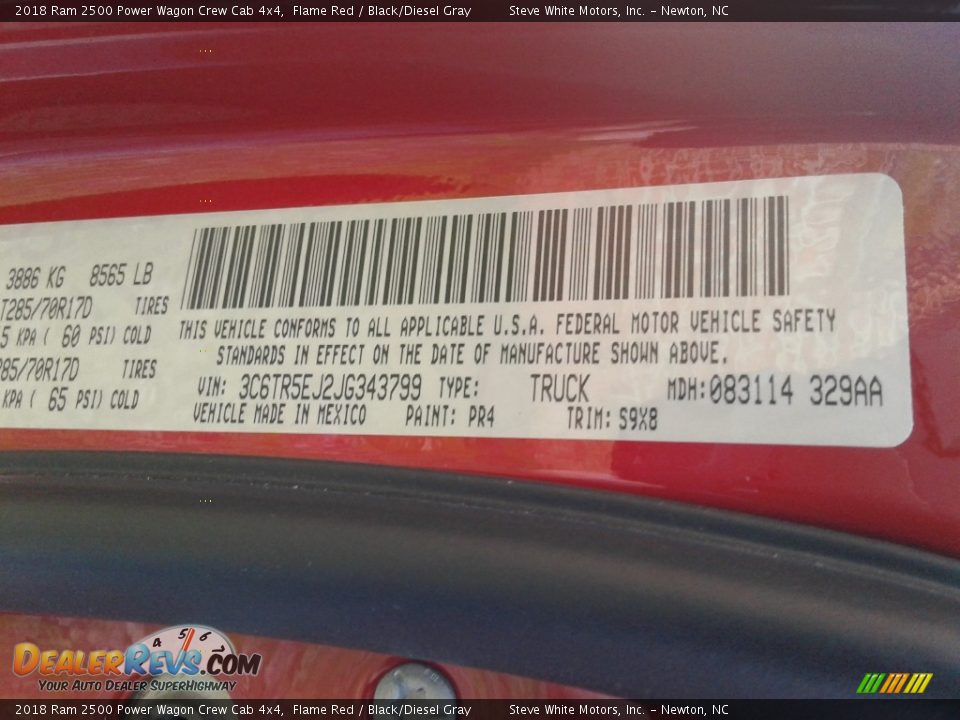 2018 Ram 2500 Power Wagon Crew Cab 4x4, Flame Red / Black/Diesel Gray Steve White Motors, Inc. - Newton, NC
3886 KG 8565 LB
T285/70R17D TIRES
5 KPA ( 60 PSI) COLD
285/70R17D TIRES
KPA ( 65 PSI) COLD
THIS VEHICLE CONFORMS TO ALL APPLICABLE U.S.A. FEDERAL MOTOR VEHICLE SAFETY
STANDARDS IN EFFECT ON THE DATE OF MANUFACTURE SHOWN ABOVE.
VIN: 3C6TR5EJ2JG343799 TYPE: TRUCK MDH:083114 329AA
VEHICLE MADE IN MEXICO PAINT: PR4 TRIM: S9X8
4 5 6
DealerRevs.com
Your Auto Dealer SuperHighway
2018 Ram 2500 Power Wagon Crew Cab 4x4, Flame Red / Black/Diesel Gray Steve White Motors, Inc. - Newton, NC